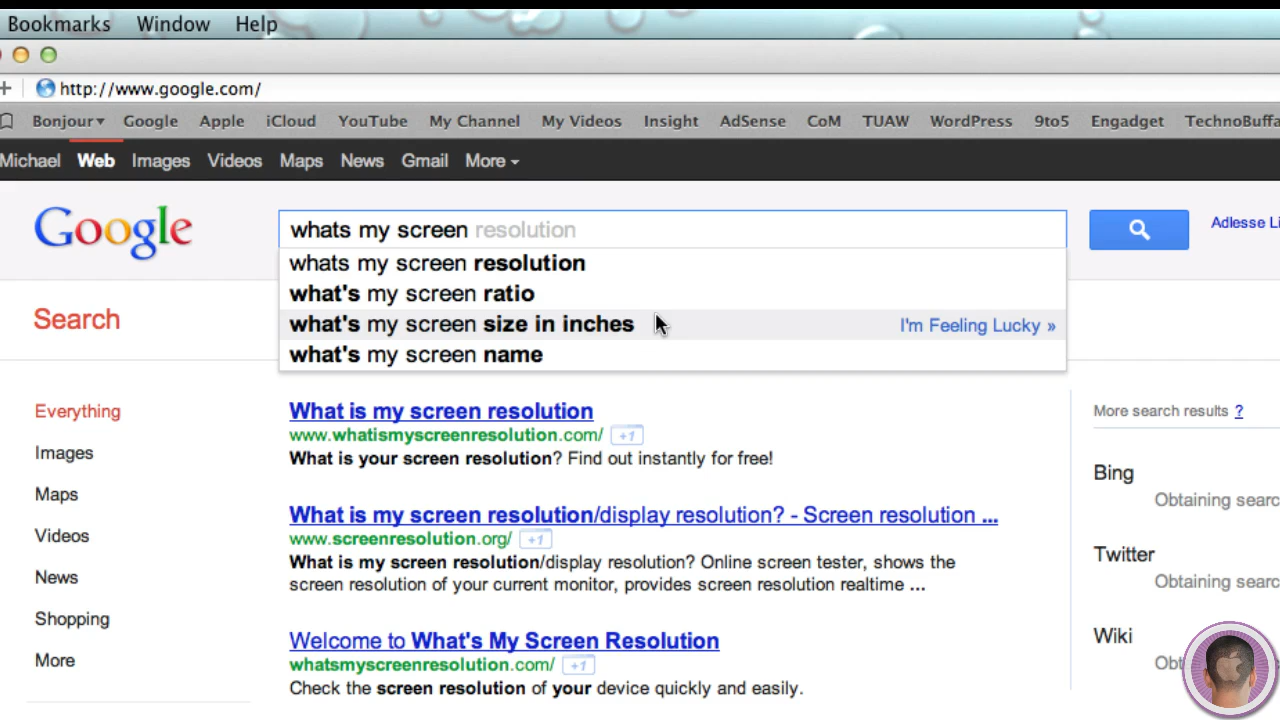 Bookmarks Window Help
http://www.google.com/
Bonjour▾ Google Apple iCloud YouTube My Channel My Videos Insight AdSense CoM TUAW WordPress 9to5 Engadget TechnoBuffa
Michael Web Images Videos Maps News Gmail More
Google
whats my screen resolution
Adlesse Li
whats my screen resolution
what's my screen ratio
what's my screen size in inches I'm Feeling Lucky »
what's my screen name
Search
Everything
Images
Maps
Videos
News
Shopping
More
What is my screen resolution
www.whatismyscreenresolution.com/ +1
What is your screen resolution? Find out instantly for free!
What is my screen resolution/display resolution? - Screen resolution ...
www.screenresolution.org/ +1
What is my screen resolution/display resolution? Online screen tester, shows the
screen resolution of your current monitor, provides screen resolution realtime ...
Welcome to What's My Screen Resolution
whatsmyscreenresolution.com/ +1
Check the screen resolution of your device quickly and easily.
More search results ?
Bing
Obtaining searc
Twitter
Obtaining searc
Wiki
Obt